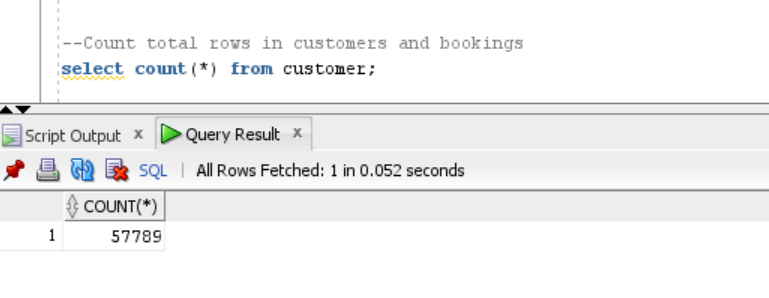 --Count total rows in customers and bookings
select count(*) from customer;
Script Output x Query Result x
SQL | All Rows Fetched: 1 in 0.052 seconds
COUNT(*)
1 57789